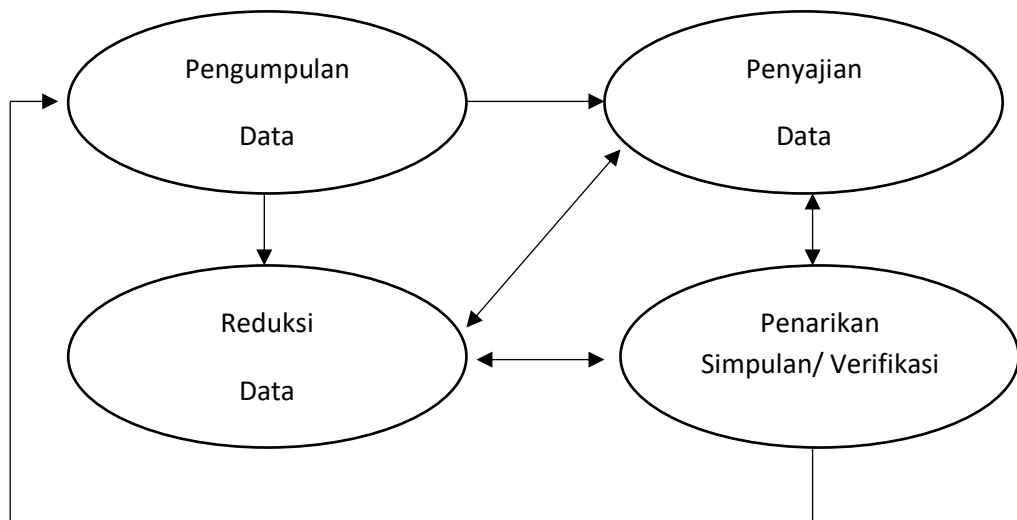 Pengumpulan
Data
Penyajian
Data
Reduksi
Data
Penarikan
Simpulan/ Verifikasi